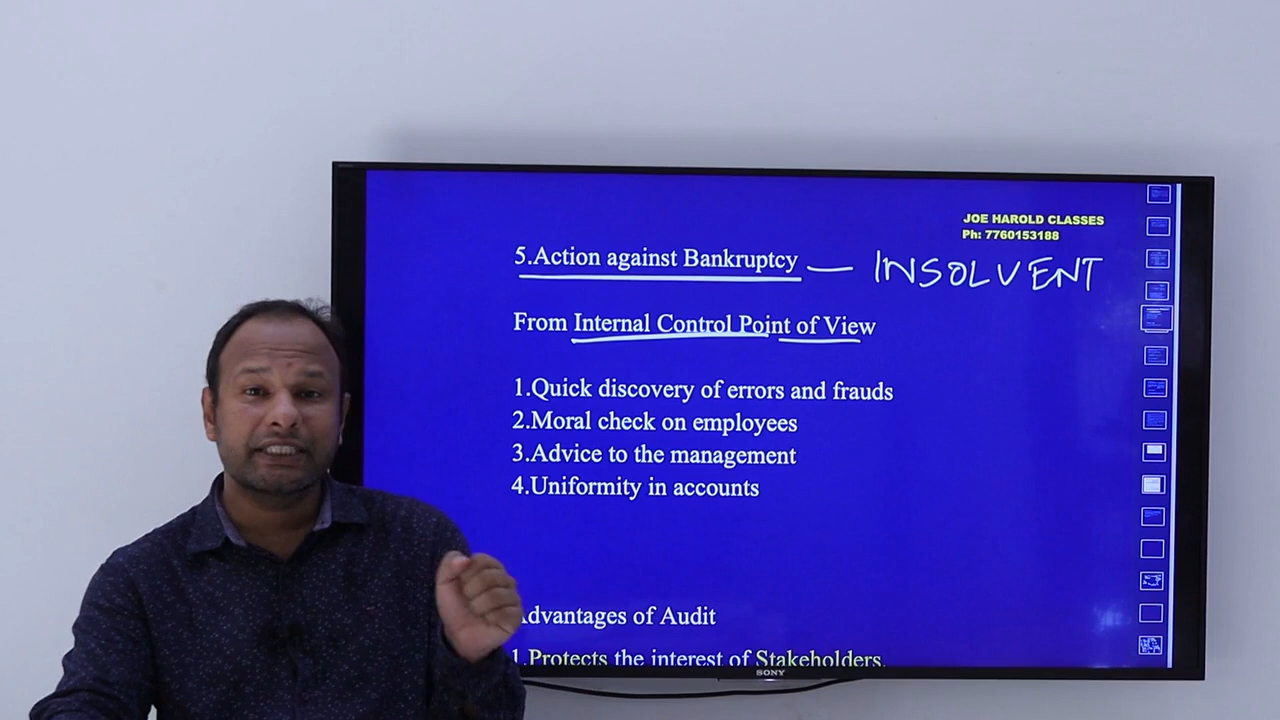 JOE HAROLD CLASSES
Ph: 7760153188
5.Action against Bankruptcy — INSOLVENT
From Internal Control Point of View
1.Quick discovery of errors and frauds
2.Moral check on employees
3.Advice to the management
4.Uniformity in accounts
Advantages of Audit
1.Protects the interest of Stakeholders.
SONY